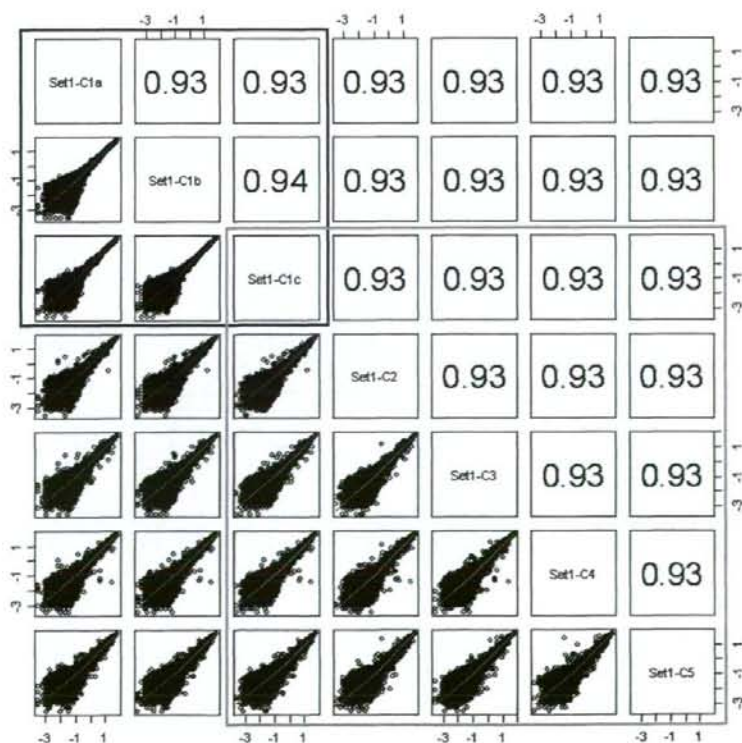 -3 -1 1 -3 -1 1 -3 -1 1
Set1-C1a 0.93 0.93 0.93 0.93 0.93 0.93 -3 -1 1
-3 -1 1 Set1-C1b 0.94 0.93 0.93 0.93 0.93
Set1-C1c 0.93 0.93 0.93 0.93 -3 -1 1
-3 -1 1 Set1-C2 0.93 0.93 0.93
Set1-C3 0.93 0.93 -3 -1 1
-3 -1 1 Set1-C4 0.93
Set1-C5 -3 -1 1
-3 -1 1 -3 -1 1 -3 -1 1 -3 -1 1